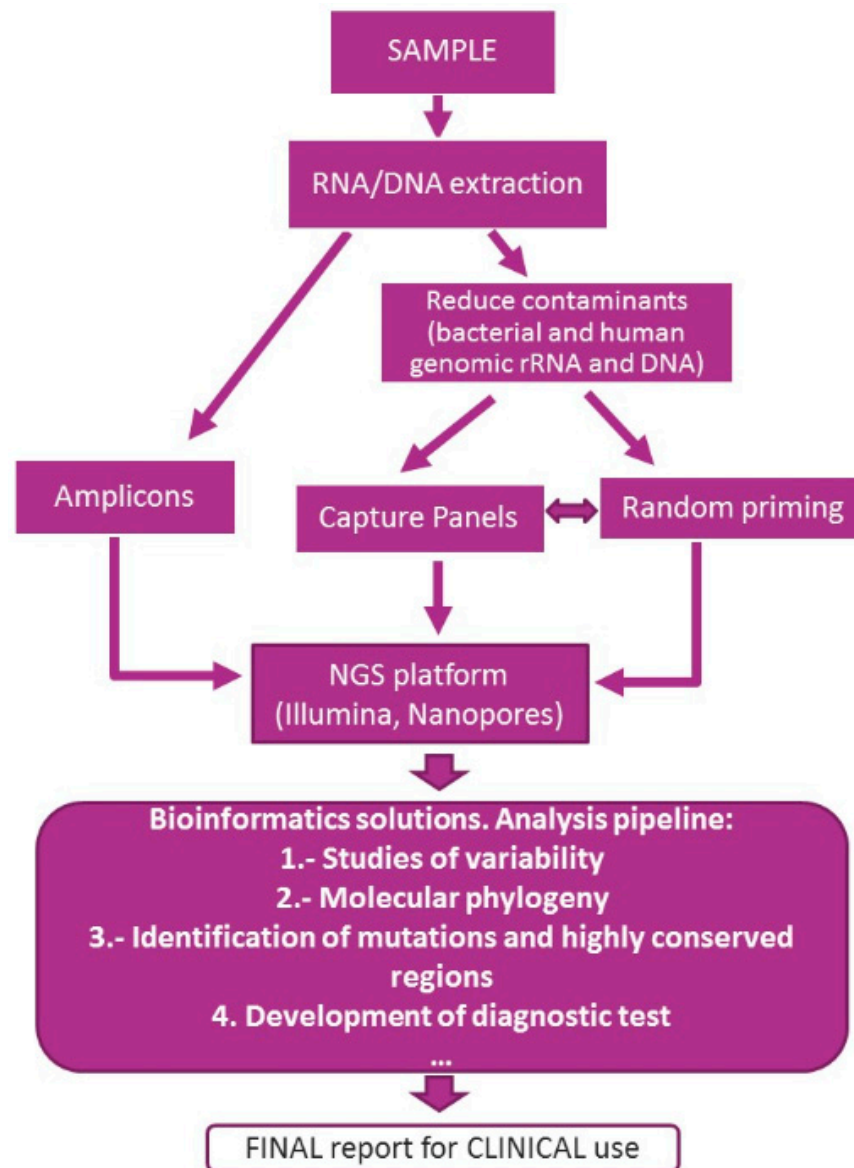 SAMPLE
RNA/DNA extraction
Reduce contaminants
(bacterial and human
genomic rRNA and DNA)
Amplicons
Capture Panels
Random priming
NGS platform
(Illumina, Nanopores)
Bioinformatics solutions. Analysis pipeline:
1.- Studies of variability
2.- Molecular phylogeny
3.- Identification of mutations and highly conserved
regions
4. Development of diagnostic test
...
FINAL report for CLINICAL use